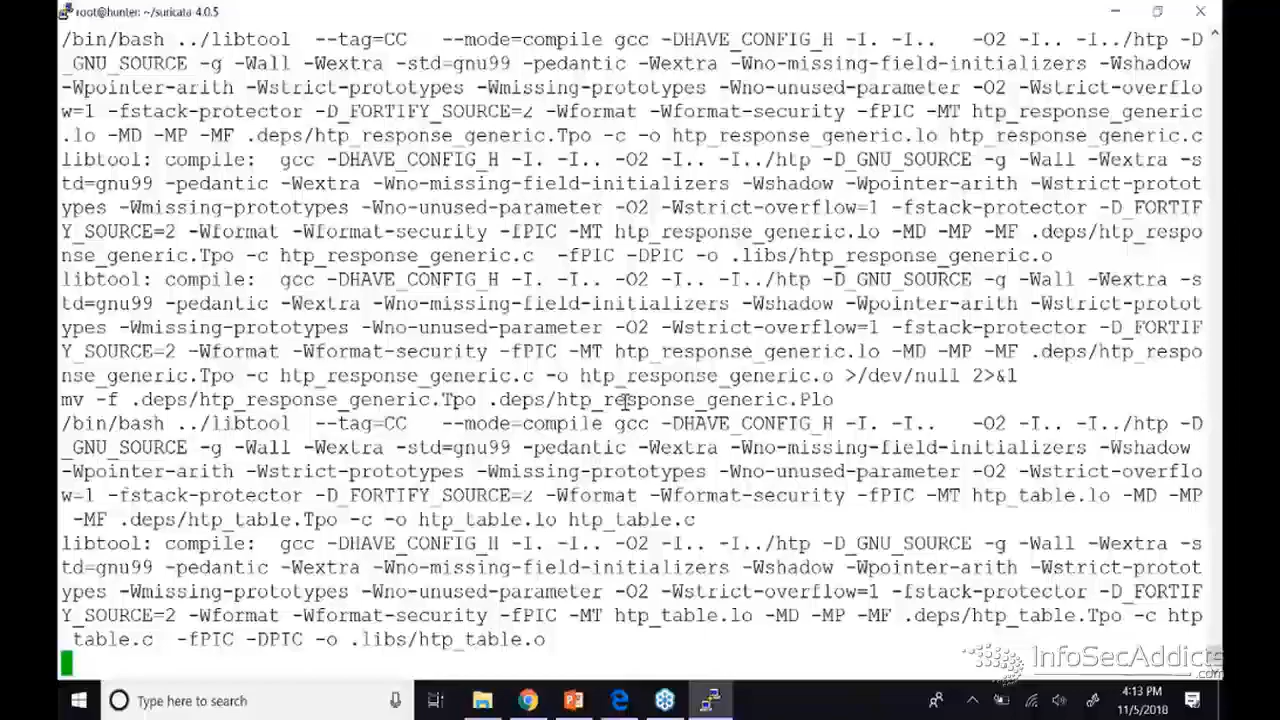 root@hunter: ~/suricata-4.0.5
/bin/bash ../libtool  --tag=CC   --mode=compile gcc -DHAVE_CONFIG_H -I. -I..   -O2 -I.. -I../htp -D
_GNU_SOURCE -g -Wall -Wextra -std=gnu99 -pedantic -Wextra -Wno-missing-field-initializers -Wshadow
-Wpointer-arith -Wstrict-prototypes -Wmissing-prototypes -Wno-unused-parameter -O2 -Wstrict-overflo
w=1 -fstack-protector -D_FORTIFY_SOURCE=2 -Wformat -Wformat-security -fPIC -MT htp_response_generic
.lo -MD -MP -MF .deps/htp_response_generic.Tpo -c -o htp_response_generic.lo htp_response_generic.c
libtool: compile:  gcc -DHAVE_CONFIG_H -I. -I.. -O2 -I.. -I../htp -D_GNU_SOURCE -g -Wall -Wextra -s
td=gnu99 -pedantic -Wextra -Wno-missing-field-initializers -Wshadow -Wpointer-arith -Wstrict-protot
ypes -Wmissing-prototypes -Wno-unused-parameter -O2 -Wstrict-overflow=1 -fstack-protector -D_FORTIF
Y_SOURCE=2 -Wformat -Wformat-security -fPIC -MT htp_response_generic.lo -MD -MP -MF .deps/htp_respo
nse_generic.Tpo -c htp_response_generic.c  -fPIC -DPIC -o .libs/htp_response_generic.o
libtool: compile:  gcc -DHAVE_CONFIG_H -I. -I.. -O2 -I.. -I../htp -D_GNU_SOURCE -g -Wall -Wextra -s
td=gnu99 -pedantic -Wextra -Wno-missing-field-initializers -Wshadow -Wpointer-arith -Wstrict-protot
ypes -Wmissing-prototypes -Wno-unused-parameter -O2 -Wstrict-overflow=1 -fstack-protector -D_FORTIF
Y_SOURCE=2 -Wformat -Wformat-security -fPIC -MT htp_response_generic.lo -MD -MP -MF .deps/htp_respo
nse_generic.Tpo -c htp_response_generic.c -o htp_response_generic.o >/dev/null 2>&1
mv -f .deps/htp_response_generic.Tpo .deps/htp_response_generic.Plo
/bin/bash ../libtool  --tag=CC   --mode=compile gcc -DHAVE_CONFIG_H -I. -I..   -O2 -I.. -I../htp -D
_GNU_SOURCE -g -Wall -Wextra -std=gnu99 -pedantic -Wextra -Wno-missing-field-initializers -Wshadow
-Wpointer-arith -Wstrict-prototypes -Wmissing-prototypes -Wno-unused-parameter -O2 -Wstrict-overflo
w=1 -fstack-protector -D_FORTIFY_SOURCE=2 -Wformat -Wformat-security -fPIC -MT htp_table.lo -MD -MP
-MF .deps/htp_table.Tpo -c -o htp_table.lo htp_table.c
libtool: compile:  gcc -DHAVE_CONFIG_H -I. -I.. -O2 -I.. -I../htp -D_GNU_SOURCE -g -Wall -Wextra -s
td=gnu99 -pedantic -Wextra -Wno-missing-field-initializers -Wshadow -Wpointer-arith -Wstrict-protot
ypes -Wmissing-prototypes -Wno-unused-parameter -O2 -Wstrict-overflow=1 -fstack-protector -D_FORTIF
Y_SOURCE=2 -Wformat -Wformat-security -fPIC -MT htp_table.lo -MD -MP -MF .deps/htp_table.Tpo -c htp
_table.c  -fPIC -DPIC -o .libs/htp_table.o
InfoSecAddicts
.com
Type here to search
4:13 PM
11/5/2018